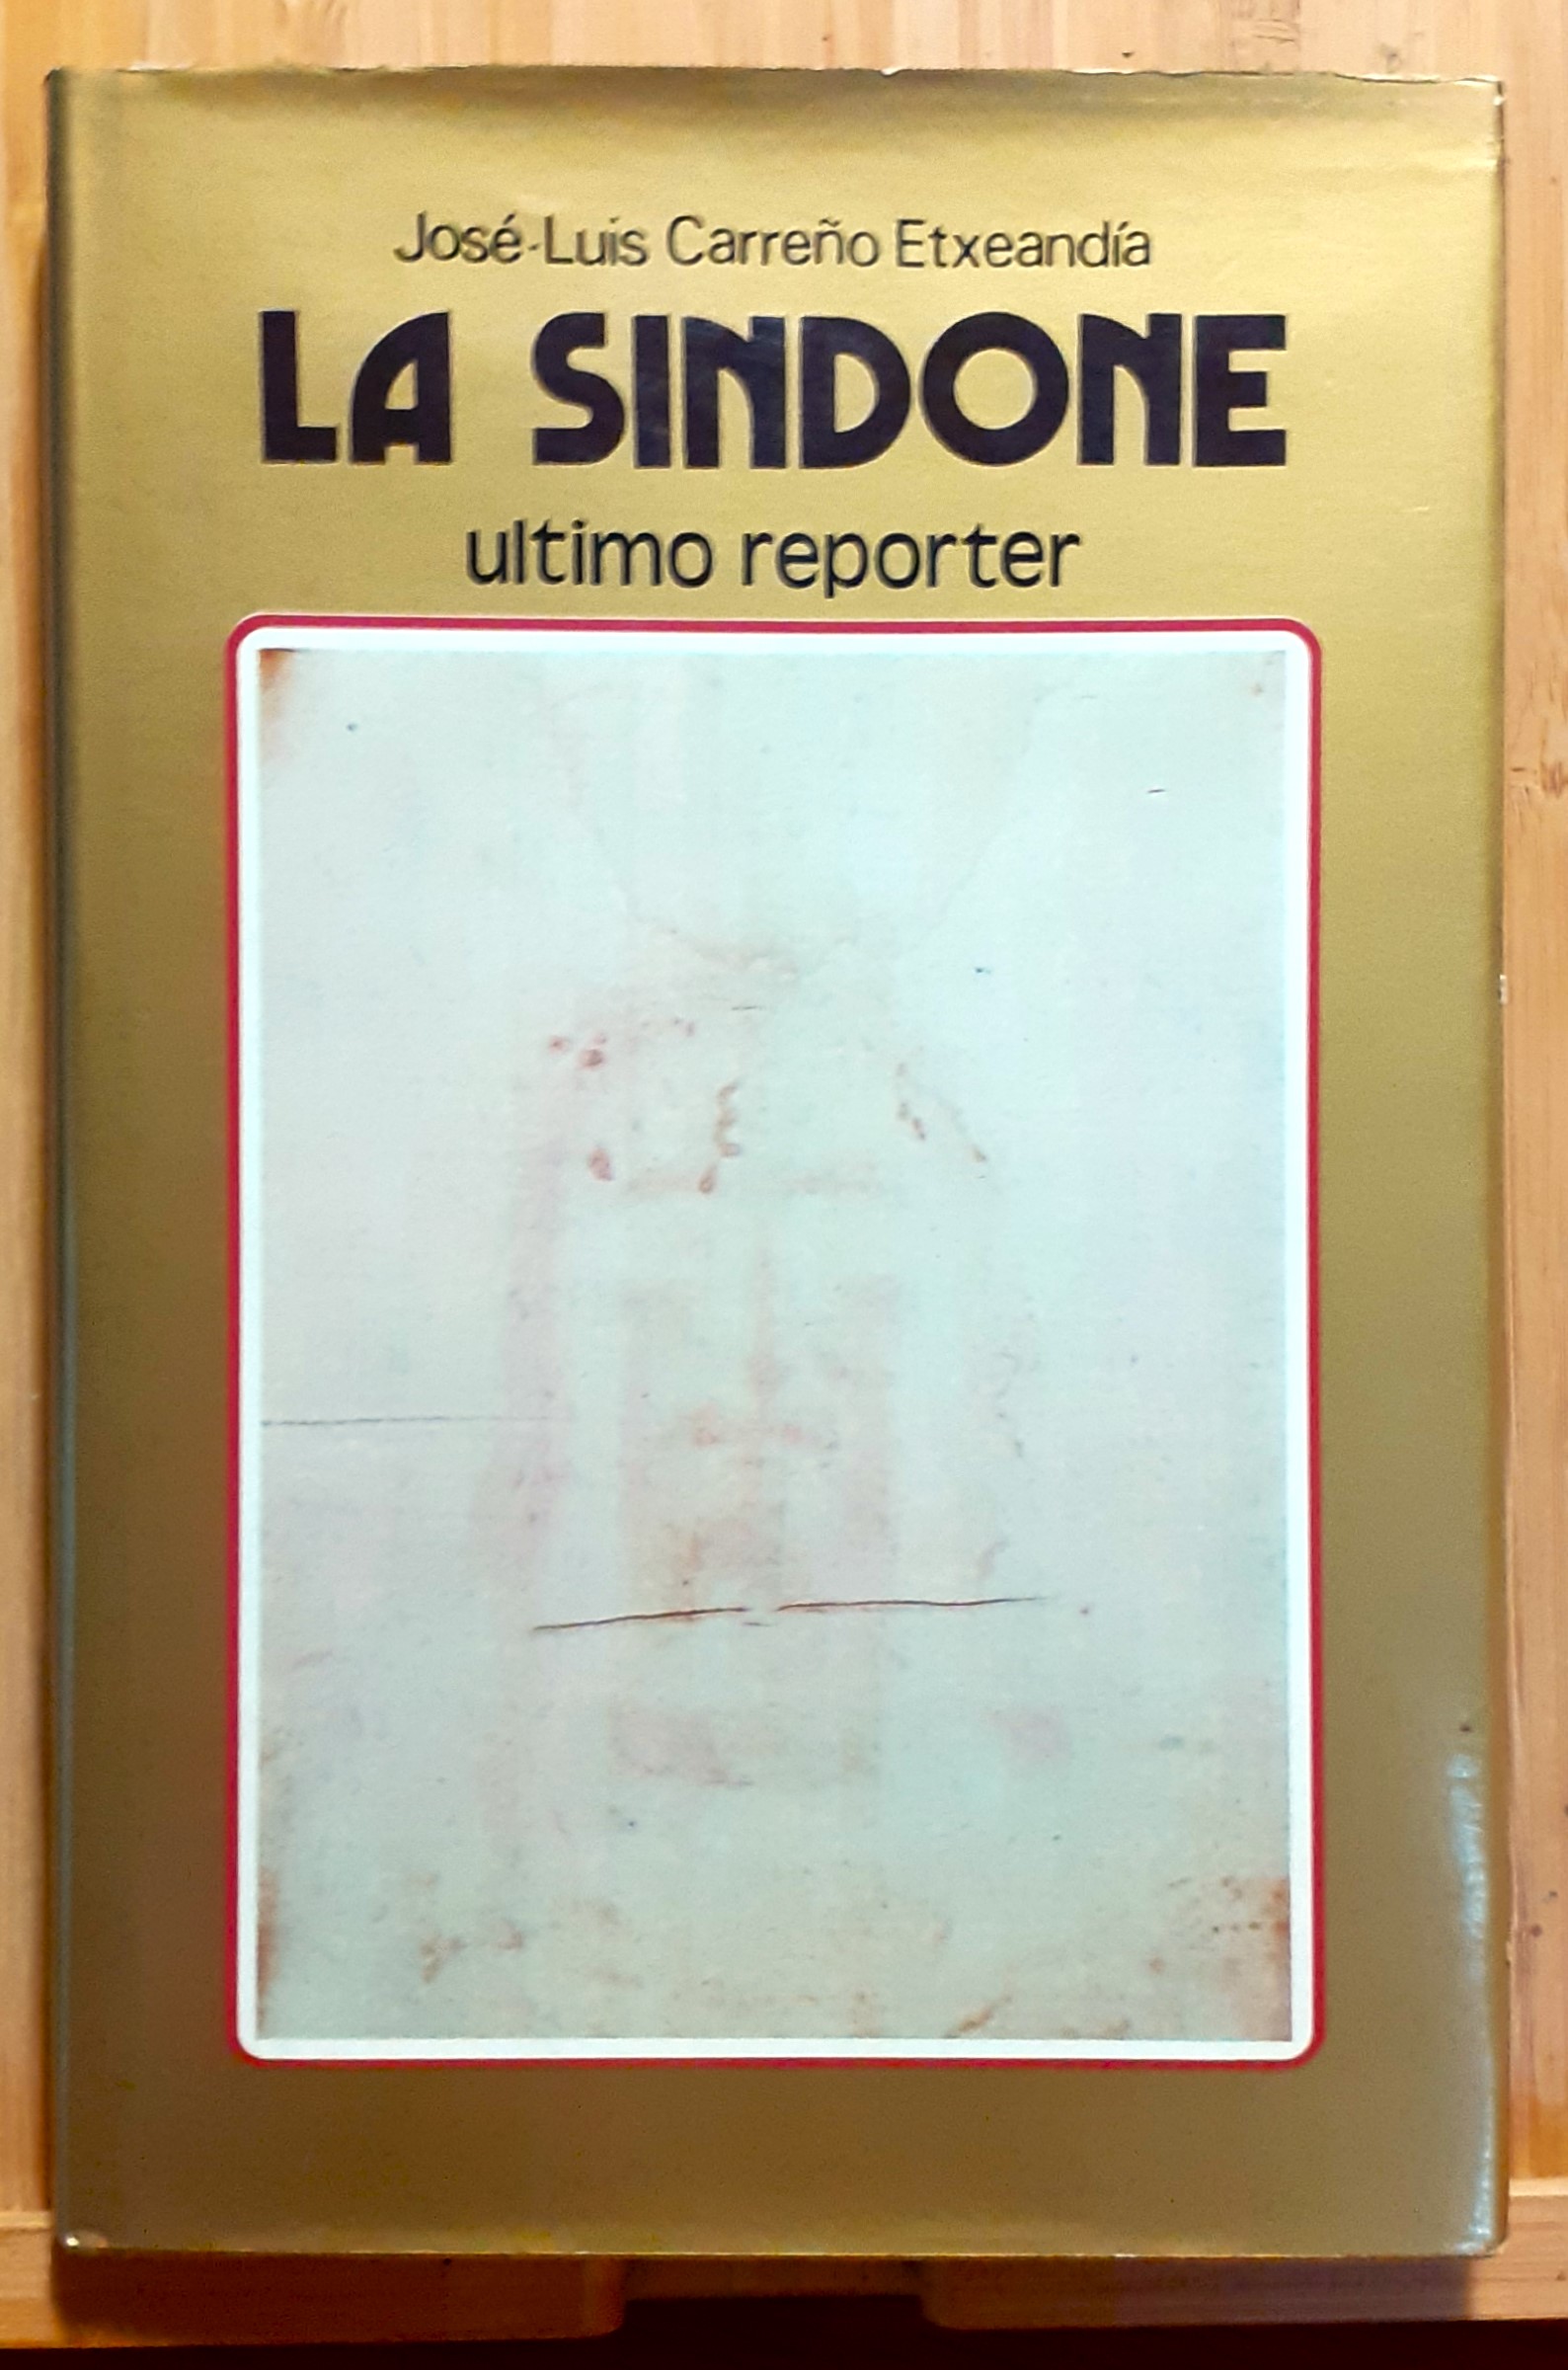 José-Luis Carreño Etxeandía
LA SINDONE
ultimo reporter